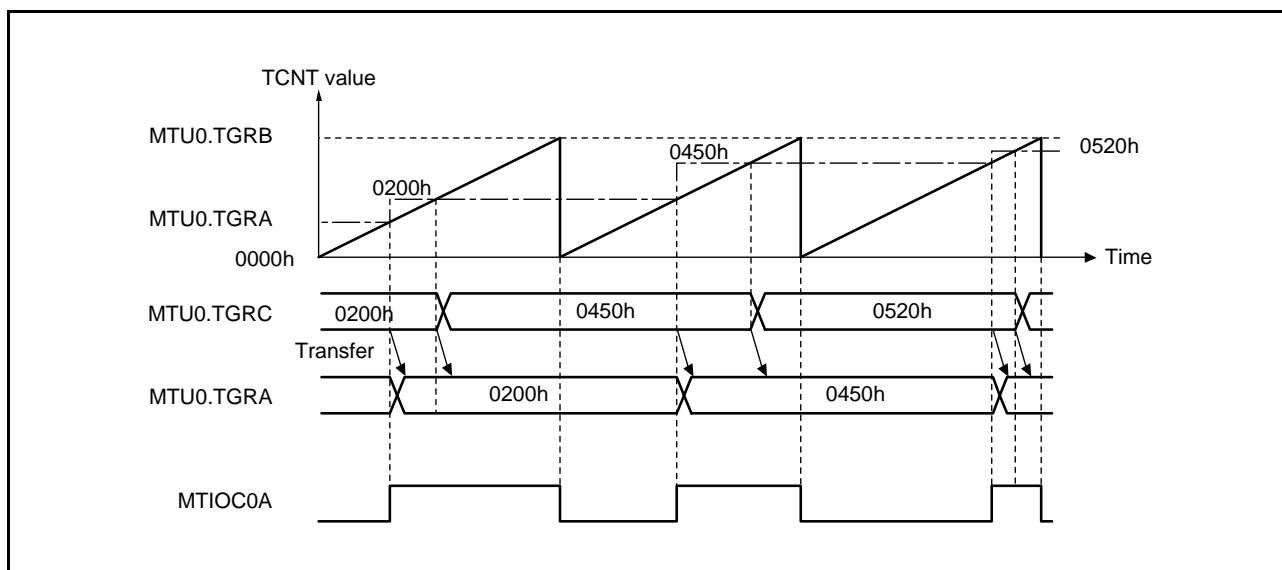 TCNT value
MTU0.TGRB
0520h
0450h
0200h
MTU0.TGRA
0000h
Time
MTU0.TGRC
0200h
0450h
0520h
Transfer
MTU0.TGRA
0200h
0450h
MTIOC0A